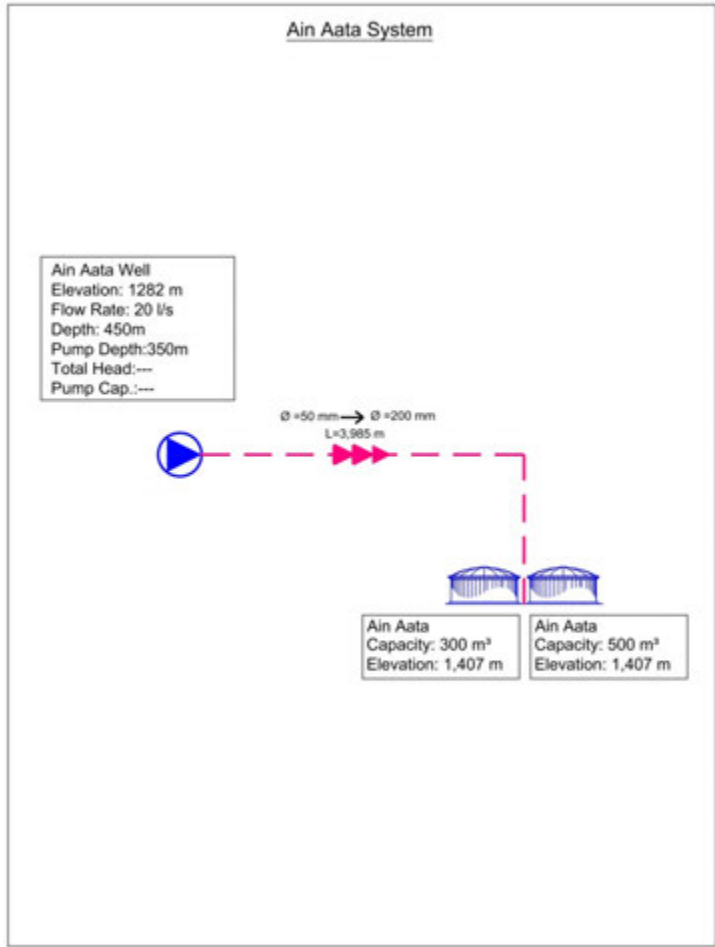 Ain Aata System
Ain Aata Well
Elevation: 1282 m
Flow Rate: 20 l/s
Depth: 450m
Pump Depth:350m
Total Head:---
Pump Cap.:---
Ø =50 mm → Ø =200 mm
L=3,985 m
Ain Aata
Capacity: 300 m³
Elevation: 1,407 m
Ain Aata
Capacity: 500 m³
Elevation: 1,407 m